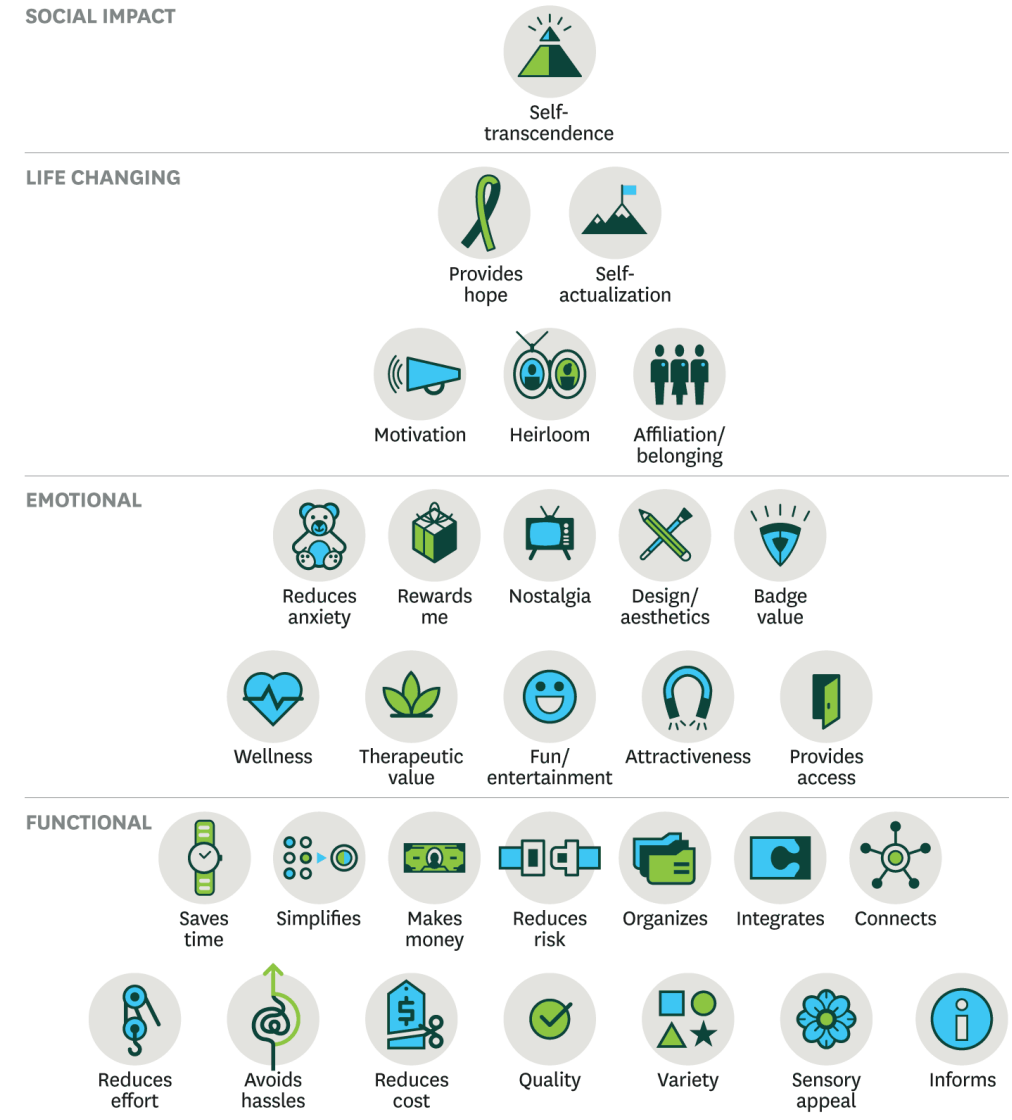 SOCIAL IMPACT
Self-
transcendence
LIFE CHANGING
Provides
hope
Self-
actualization
Motivation
Heirloom
Affiliation/
belonging
EMOTIONAL
Reduces
anxiety
Rewards
me
Nostalgia
Design/
aesthetics
Badge
value
Wellness
Therapeutic
value
Fun/
entertainment
Attractiveness
Provides
access
FUNCTIONAL
Saves
time
Simplifies
Makes
money
Reduces
risk
Organizes
Integrates
Connects
Reduces
effort
Avoids
hassles
$
Reduces
cost
Quality
Variety
Sensory
appeal
i
Informs